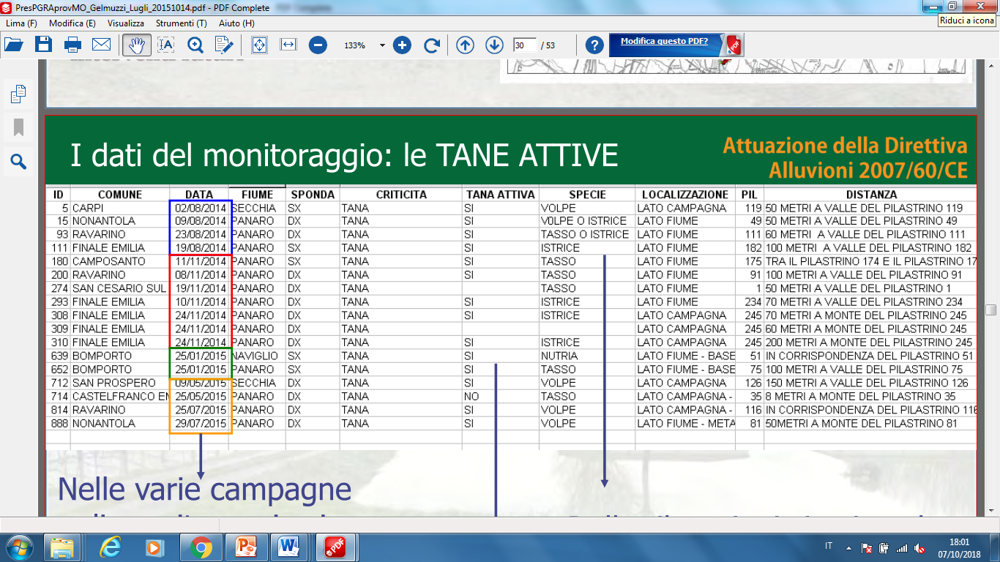 PresPGRAprovMO_Gelmuzzi_Lugli_20151014.pdf - PDF Complete
Riduci a icona
Lima (F) Modifica (E) Visualizza Strumenti (T) Aiuto (H)
133% 30 / 53 Modifica questo PDF?
I dati del monitoraggio: le TANE ATTIVE
Attuazione della Direttiva
Alluvioni 2007/60/CE
ID COMUNE DATA FIUME SPONDA CRITICITA TANA ATTIVA SPECIE LOCALIZZAZIONE PIL DISTANZA
5 CARPI 02/08/2014 SECCHIA SX TANA SI VOLPE LATO CAMPAGNA 119 50 METRI A VALLE DEL PILASTRINO 119
15 NONANTOLA 09/08/2014 PANARO SX TANA SI VOLPE O ISTRICE LATO FIUME 49 50 METRI A VALLE DEL PILASTRINO 49
93 RAVARINO 23/08/2014 PANARO DX TANA SI TASSO O ISTRICE LATO FIUME 111 60 METRI A VALLE DEL PILASTRINO 111
111 FINALE EMILIA 19/08/2014 PANARO DX TANA SI ISTRICE LATO FIUME 182 100 METRI A VALLE DEL PILASTRINO 182
180 CAMPOSANTO 11/11/2014 PANARO SX TANA SI TASSO LATO FIUME 175 TRA IL PILASTRINO 174 E IL PILASTRINO 17
200 RAVARINO 08/11/2014 PANARO DX TANA SI TASSO LATO FIUME 91 100 METRI A VALLE DEL PILASTRINO 91
274 SAN CESARIO SUL 19/11/2014 PANARO DX TANA TASSO LATO FIUME 1 50 METRI A VALLE DEL PILASTRINO 1
293 FINALE EMILIA 10/11/2014 PANARO DX TANA SI ISTRICE LATO FIUME 234 70 METRI A VALLE DEL PILASTRINO 234
308 FINALE EMILIA 24/11/2014 PANARO DX TANA SI ISTRICE LATO CAMPAGNA 245 70 METRI A MONTE DEL PILASTRINO 245
309 FINALE EMILIA 24/11/2014 PANARO DX TANA LATO CAMPAGNA 245 60 METRI A MONTE DEL PILASTRINO 245
310 FINALE EMILIA 24/11/2014 PANARO DX TANA SI ISTRICE LATO CAMPAGNA 245 200 METRI A MONTE DEL PILASTRINO 245
639 BOMPORTO 25/01/2015 NAVIGLIO SX TANA SI NUTRIA LATO FIUME - BASE 51 IN CORRISPONDENZA DEL PILASTRINO 51
652 BOMPORTO 25/01/2015 PANARO SX TANA SI TASSO LATO FIUME - BASE 75 100 METRI A VALLE DEL PILASTRINO 75
712 SAN PROSPERO 09/05/2015 SECCHIA DX TANA SI VOLPE LATO CAMPAGNA 126 150 METRI A VALLE DEL PILASTRINO 126
714 CASTELFRANCO EM 25/05/2015 PANARO DX TANA NO TASSO LATO CAMPAGNA - 35 8 METRI A MONTE DEL PILASTRINO 35
814 RAVARINO 25/07/2015 PANARO DX TANA SI VOLPE LATO CAMPAGNA - 116 IN CORRISPONDENZA DEL PILASTRINO 116
888 NONANTOLA 29/07/2015 PANARO DX TANA SI VOLPE LATO FIUME - META 81 50METRI A MONTE DEL PILASTRINO 81
Nelle varie campagne
IT 18:01
07/10/2018